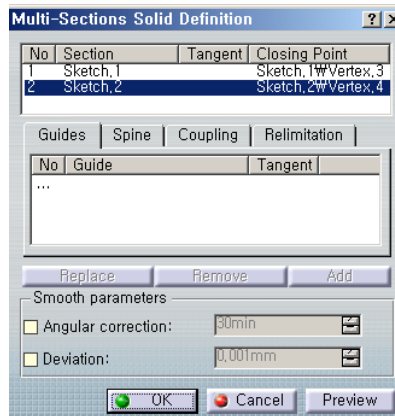 Multi-Sections Solid Definition
No Section Tangent Closing Point
1 Sketch,1 Sketch,1₩Vertex,3
2 Sketch,2 Sketch,2₩Vertex,4
Guides Spine Coupling Relimitation
No Guide Tangent
...
Replace Remove Add
Smooth parameters
Angular correction: 30min
Deviation: 0,001mm
OK Cancel Preview